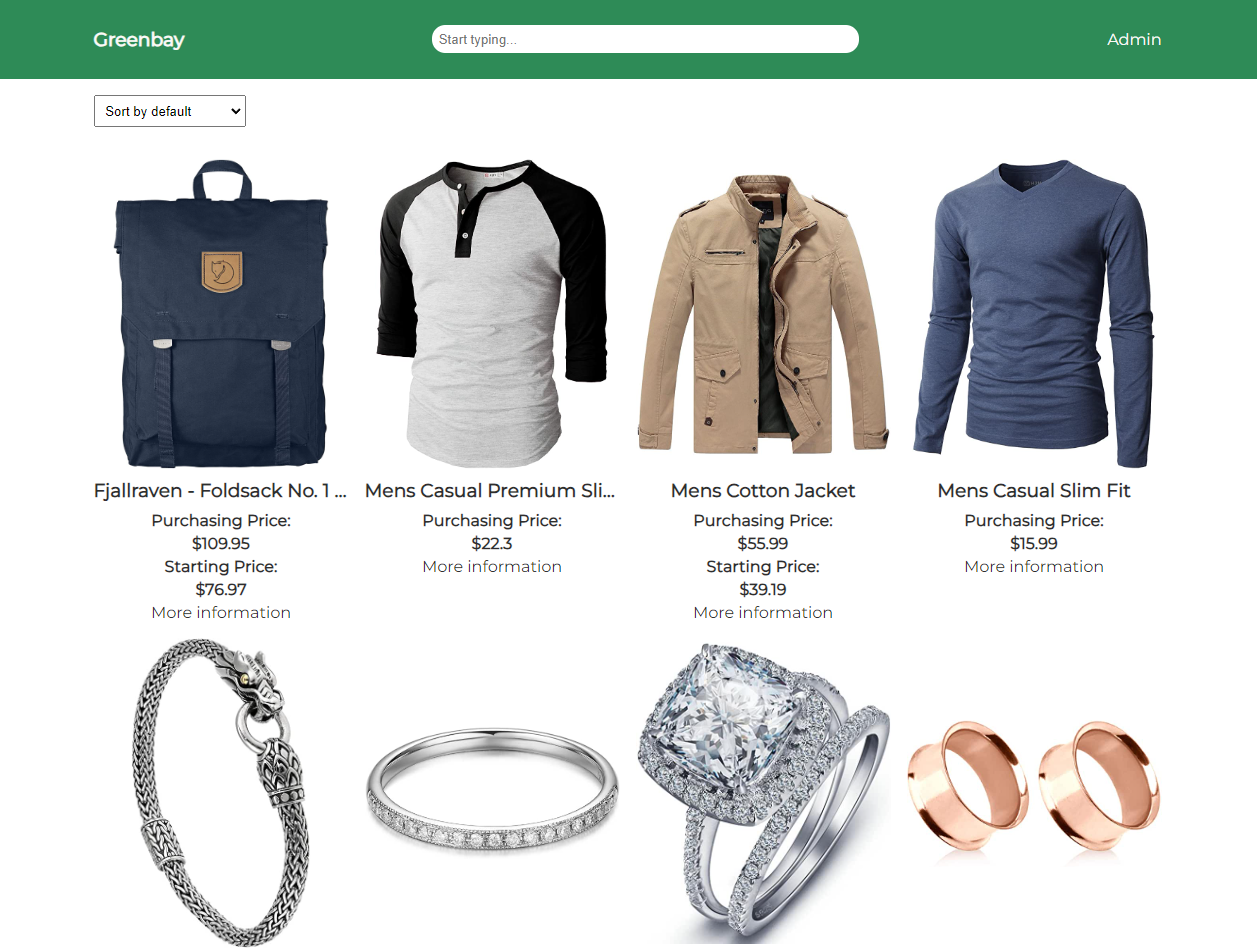 Greenbay
Start typing...
Admin
Sort by default
Fjallraven - Foldsack No. 1 ...
Purchasing Price:
$109.95
Starting Price:
$76.97
More information
Mens Casual Premium Sli...
Purchasing Price:
$22.3
More information
Mens Cotton Jacket
Purchasing Price:
$55.99
Starting Price:
$39.19
More information
Mens Casual Slim Fit
Purchasing Price:
$15.99
More information